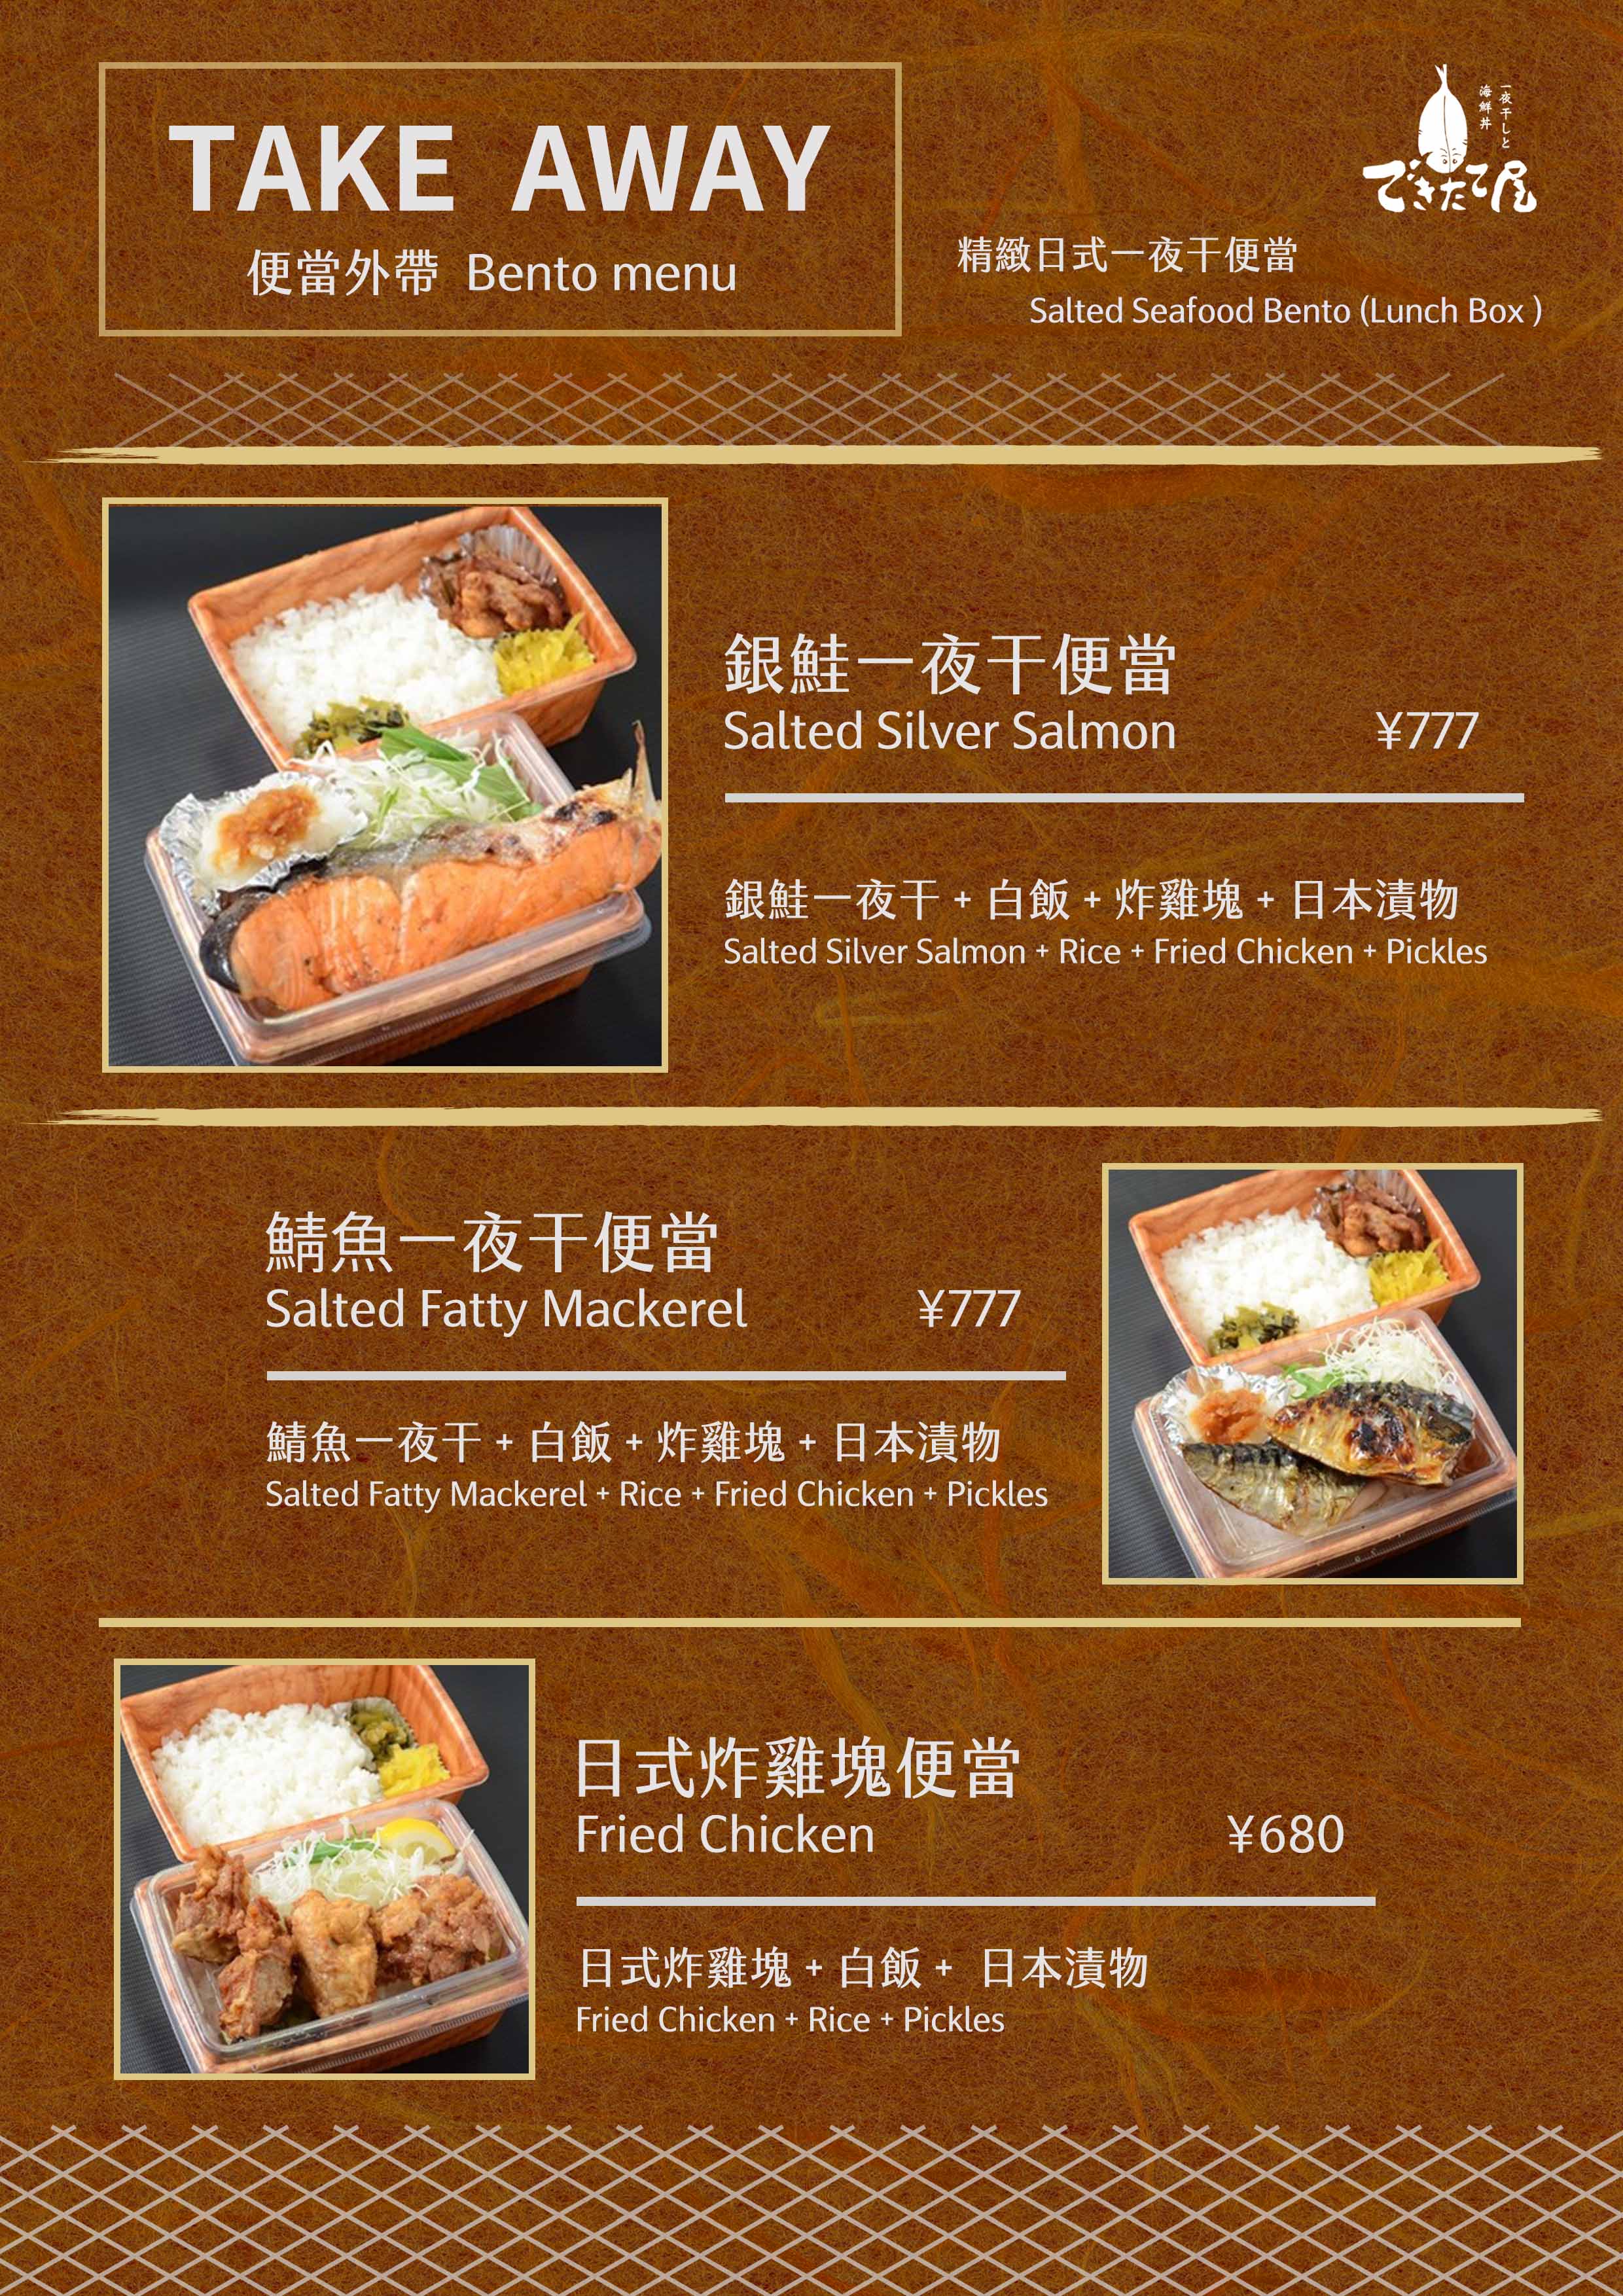 TAKE AWAY
便當外帶 Bento menu
一夜干しと
海鮮丼
できたて尾
精緻日式一夜干便當
Salted Seafood Bento (Lunch Box )
銀鮭一夜干便當
Salted Silver Salmon ¥777
銀鮭一夜干 + 白飯 + 炸雞塊 + 日本漬物
Salted Silver Salmon + Rice + Fried Chicken + Pickles
鯖魚一夜干便當
Salted Fatty Mackerel ¥777
鯖魚一夜干 + 白飯 + 炸雞塊 + 日本漬物
Salted Fatty Mackerel + Rice + Fried Chicken + Pickles
日式炸雞塊便當
Fried Chicken ¥680
日式炸雞塊 + 白飯 + 日本漬物
Fried Chicken + Rice + Pickles